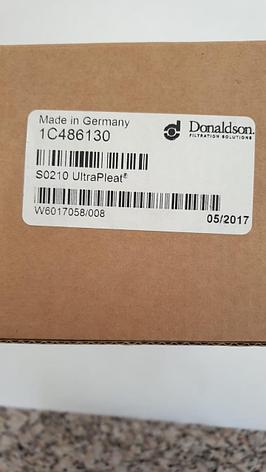 Made in Germany
1C486130
Donaldson.
FILTRATION SOLUTIONS
S0210 UltraPleat®
W6017058/008
05/2017